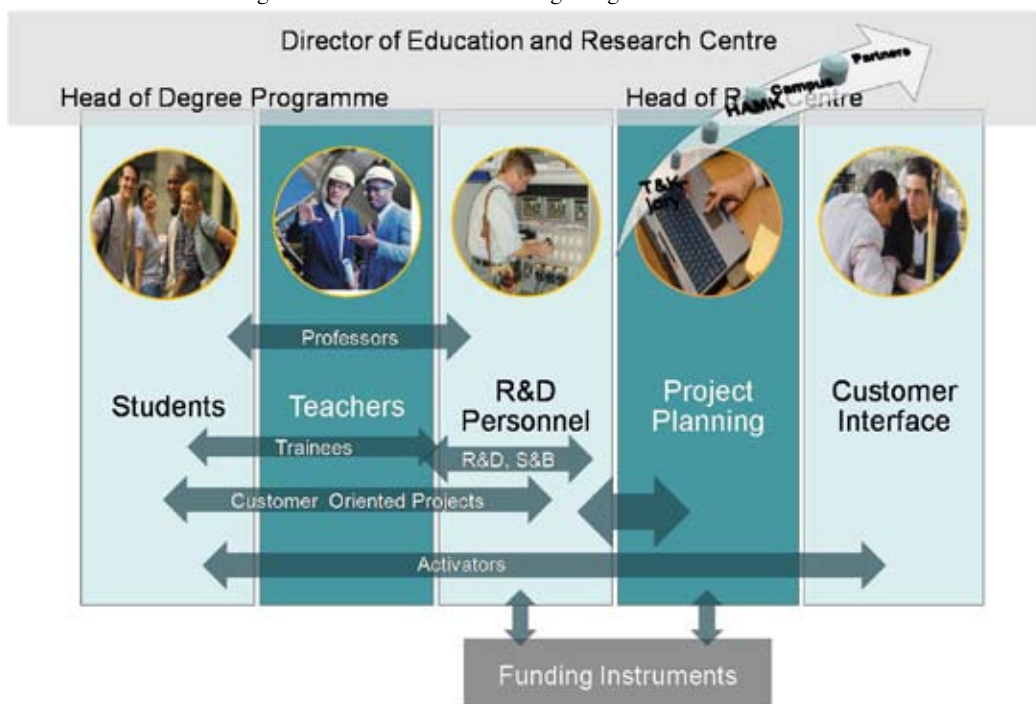 Director of Education and Research Centre
Head of Degree Programme
Head of R Centre
T&K-
jory
HAMK
Campus
Partners
Professors
Students
Teachers
R&D
Personnel
Project
Planning
Customer
Interface
Trainees
R&D, S&B
Customer Oriented Projects
Activators
Funding Instruments